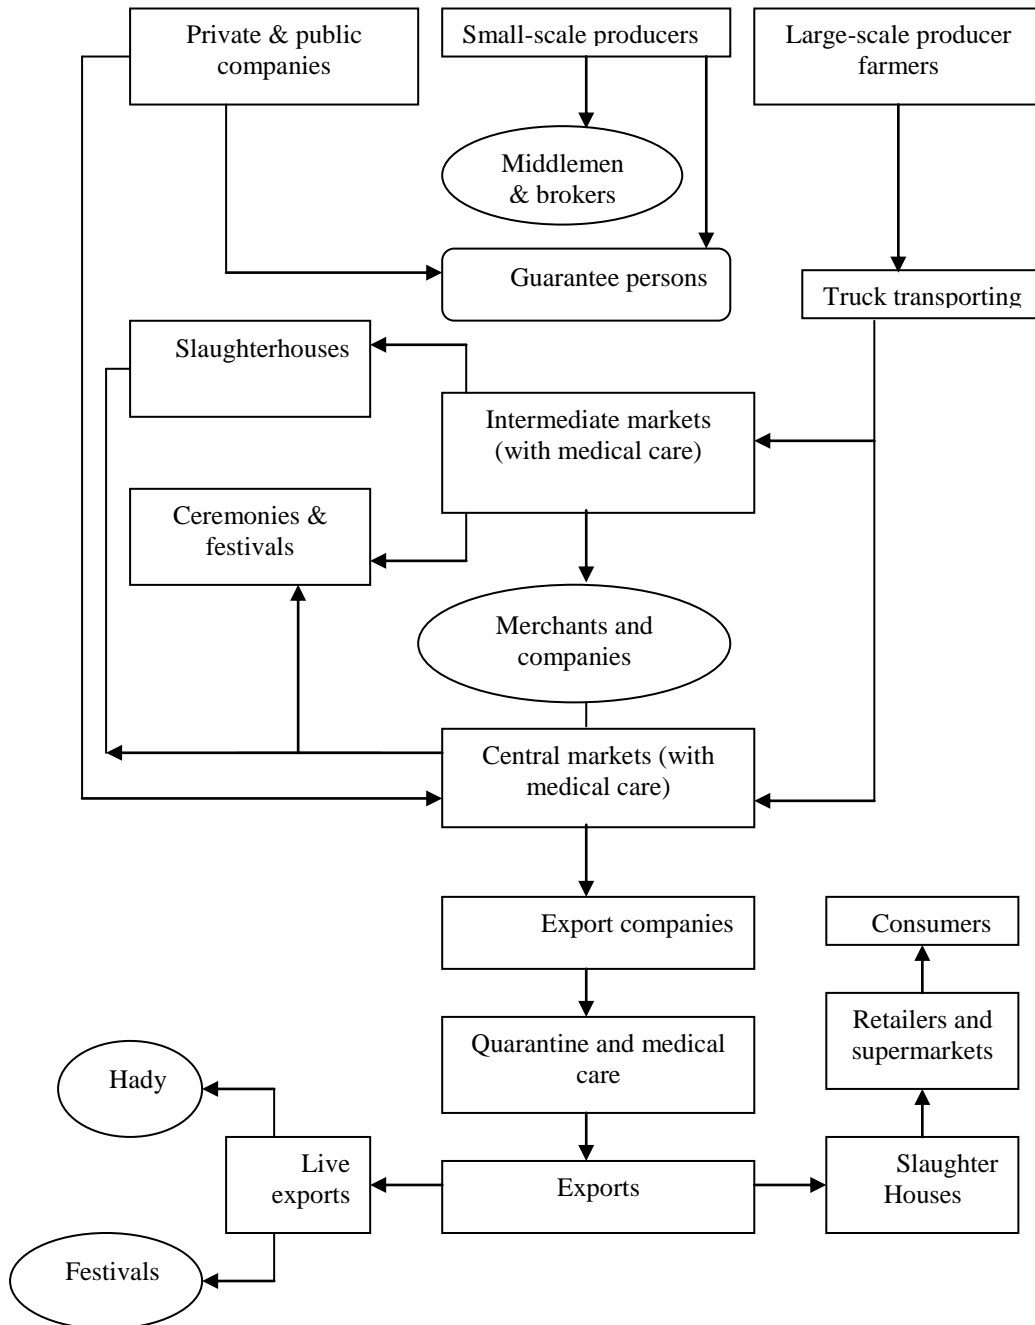 Private & public
companies
Small-scale producers
Large-scale producer
farmers
Middlemen
& brokers
Guarantee persons
Truck transporting
Slaughterhouses
Intermediate markets
(with medical care)
Ceremonies &
festivals
Merchants and
companies
Central markets (with
medical care)
Export companies
Consumers
Quarantine and medical
care
Retailers and
supermarkets
Hady
Live
exports
Exports
Slaughter
Houses
Festivals